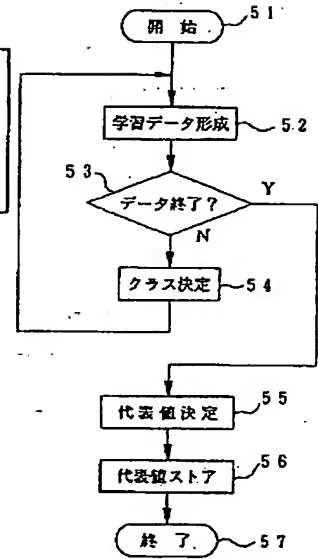 開始 51
学習データ形成 52
53
データ終了? Y
N
クラス決定 54
代表値決定 55
代表値ストア 56
終了 57